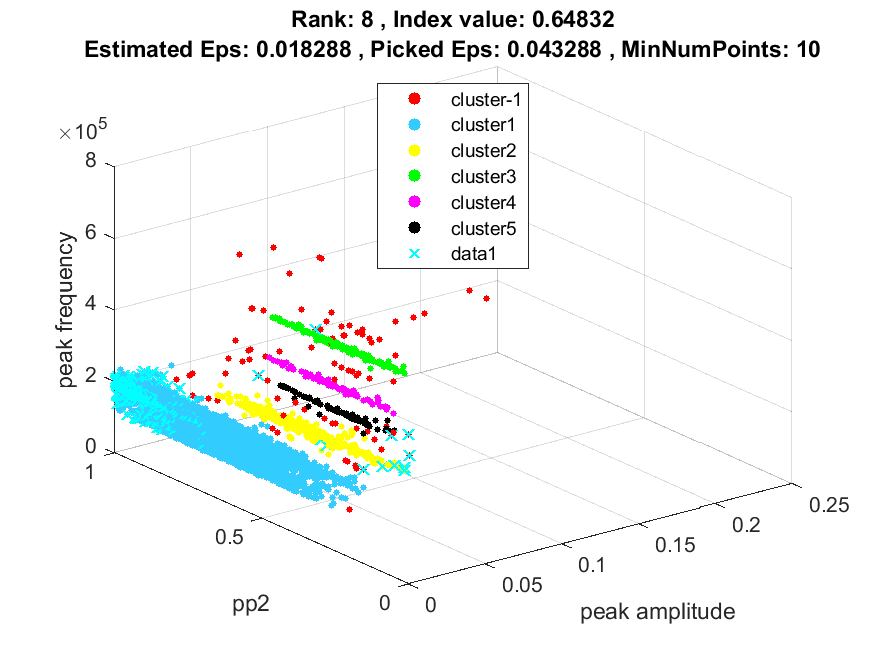 Rank: 8 , Index value: 0.64832
Estimated Eps: 0.018288 , Picked Eps: 0.043288 , MinNumPoints: 10
×10^5
8
6
4
2
0
peak frequency
1
0.5
0
pp2
0
0.05
0.1
0.15
0.2
0.25
peak amplitude
cluster-1
cluster1
cluster2
cluster3
cluster4
cluster5
data1